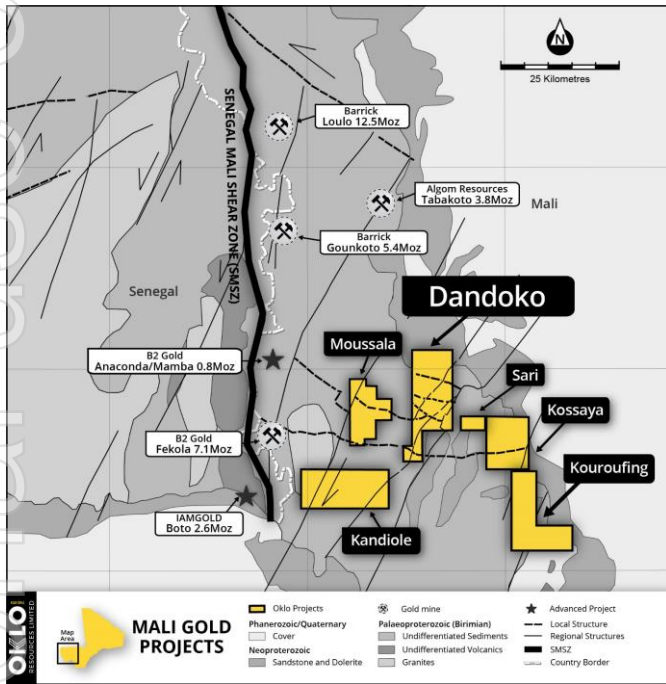 N
25 Kilometres
SENEGAL MALI SHEAR ZONE (SMSZ)
Barrick
Loulo 12.5Moz
Algom Resources
Tabakoto 3.8Moz
Mali
Barrick
Gounkoto 5.4Moz
Senegal
Dandoko
Moussala
B2 Gold
Anaconda/Mamba 0.8Moz
Sari
Kossaya
B2 Gold
Fekola 7.1Moz
Kouroufing
IAMGOLD
Boto 2.6Moz
Kandiole
OKLO
RESOURCES LIMITED
Map
Area
MALI GOLD
PROJECTS
Oklo Projects
Phanerozoic/Quaternary
Cover
Neoproterozoic
Sandstone and Dolerite
Gold mine
Palaeoproterozoic (Birimian)
Undifferentiated Sediments
Undifferentiated Volcanics
Granites
Advanced Project
Local Structure
Regional Structures
SMSZ
Country Border